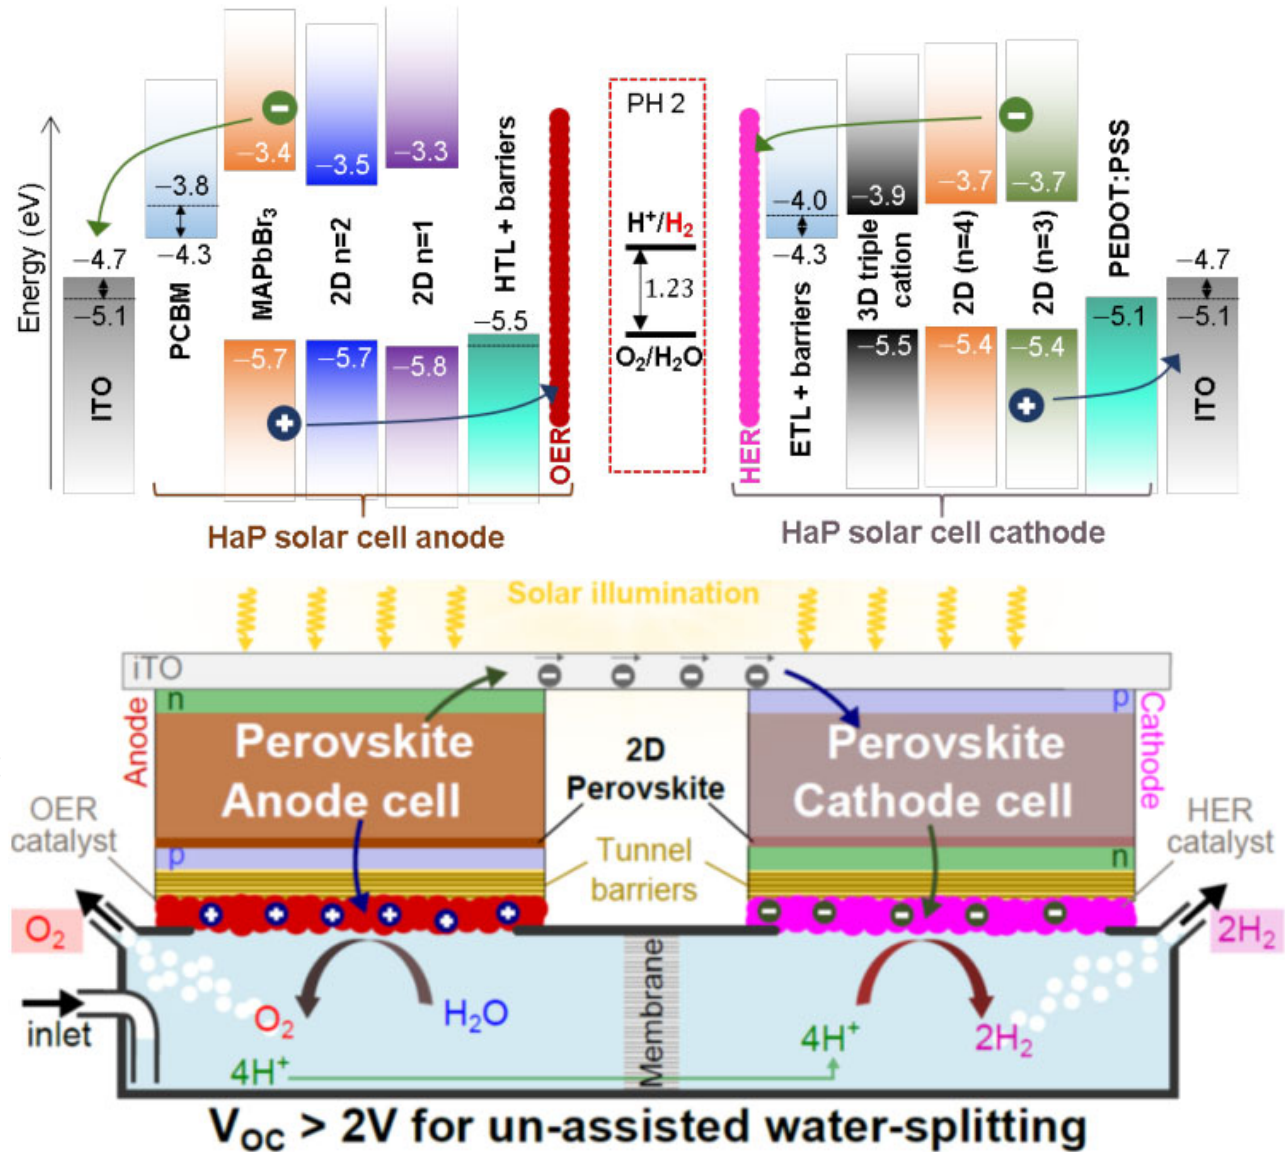 Energy (eV)
−4.7
−5.1
ITO
−3.8
−4.3
PCBM
−3.4
MAPbBr₃
−5.7
−3.5
2D n=2
−5.7
−3.3
2D n=1
−5.8
HTL + barriers
−5.5
OER
PH 2
H⁺/H₂
1.23
O₂/H₂O
HER
−4.0
−4.3
ETL + barriers
−3.9
3D triple
cation
−5.5
−3.7
2D (n=4)
−5.4
−3.7
2D (n=3)
−5.4
PEDOT:PSS
−5.1
−4.7
−5.1
ITO
HaP solar cell anode
HaP solar cell cathode
Solar illumination
iTO
n
p
Anode
Cathode
Perovskite
Anode cell
2D
Perovskite
Perovskite
Cathode cell
OER
catalyst
HER
catalyst
p
n
Tunnel
barriers
O₂
2H₂
inlet
O₂
H₂O
4H⁺
Membrane
4H⁺
2H₂
V_OC > 2V for un-assisted water-splitting